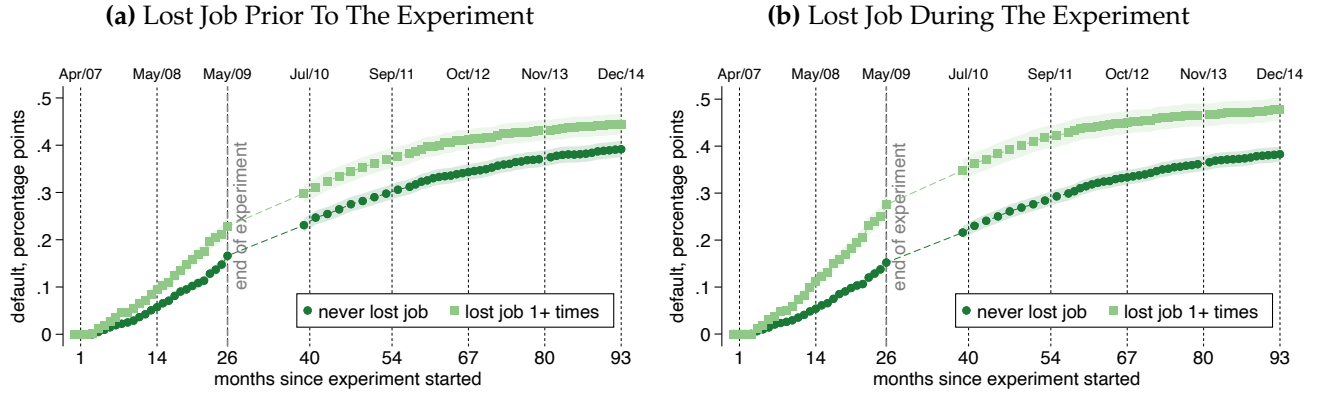 (a) Lost Job Prior To The Experiment
Apr/07 May/08 May/09 Jul/10 Sep/11 Oct/12 Nov/13 Dec/14
default, percentage points
.5
.4
.3
.2
.1
0
end of experiment
never lost job lost job 1+ times
1 14 26 40 54 67 80 93
months since experiment started
(b) Lost Job During The Experiment
Apr/07 May/08 May/09 Jul/10 Sep/11 Oct/12 Nov/13 Dec/14
default, percentage points
.5
.4
.3
.2
.1
0
end of experiment
never lost job lost job 1+ times
1 14 26 40 54 67 80 93
months since experiment started